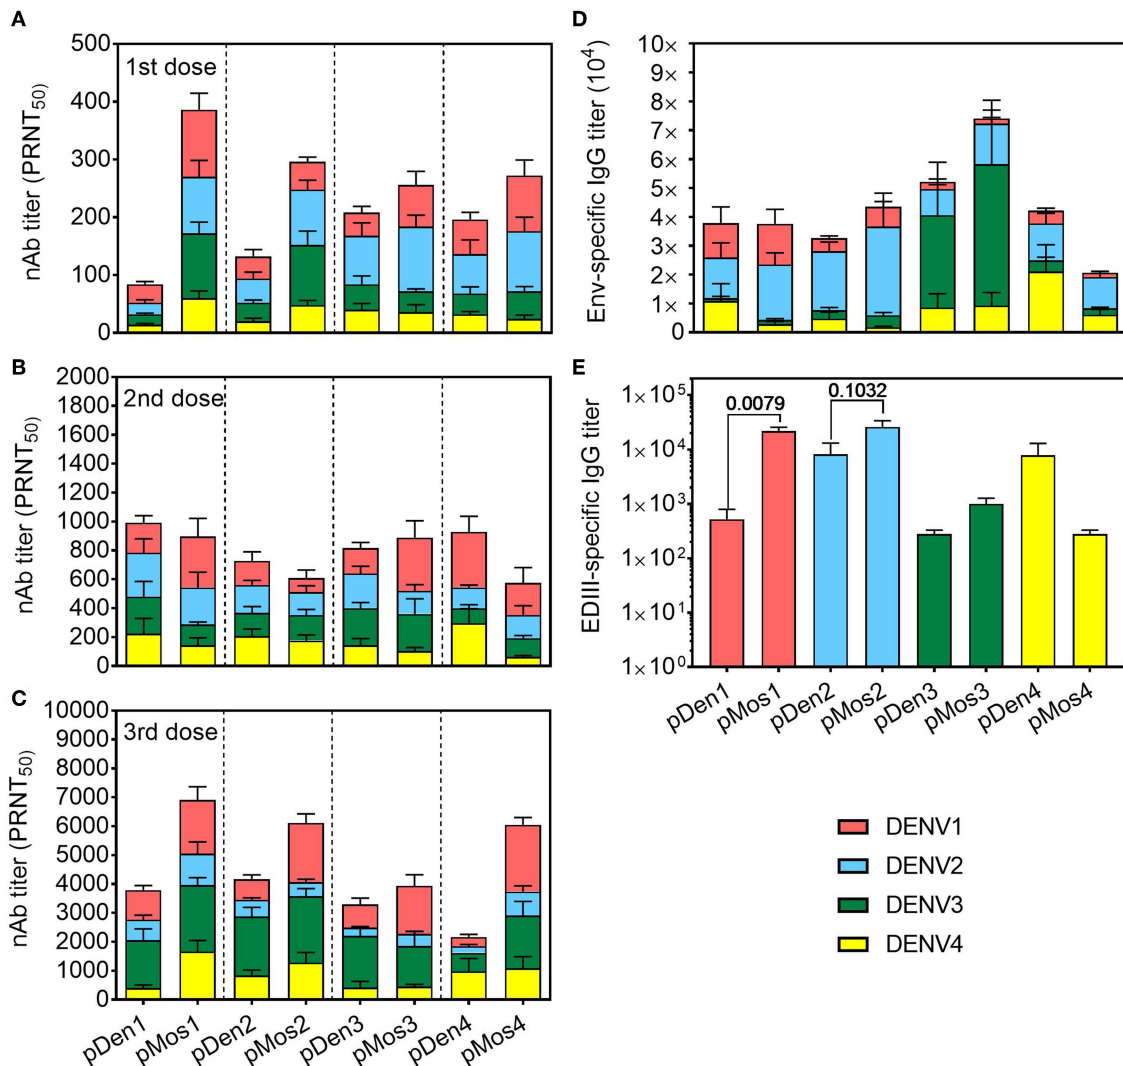 A
nAb titer (PRNT50)
500
400
300
200
100
0
1st dose
B
nAb titer (PRNT50)
2000
1800
1600
1400
1200
1000
800
600
400
200
0
2nd dose
C
nAb titer (PRNT50)
10000
9000
8000
7000
6000
5000
4000
3000
2000
1000
0
3rd dose
pDen1
pMos1
pDen2
pMos2
pDen3
pMos3
pDen4
pMos4
D
Env-specific IgG titer (10⁴)
10×
9×
8×
7×
6×
5×
4×
3×
2×
1×
0
E
EDIII-specific IgG titer
1×10⁵
1×10⁴
1×10³
1×10²
1×10¹
1×10⁰
0.0079
0.1032
pDen1
pMos1
pDen2
pMos2
pDen3
pMos3
pDen4
pMos4
DENV1
DENV2
DENV3
DENV4